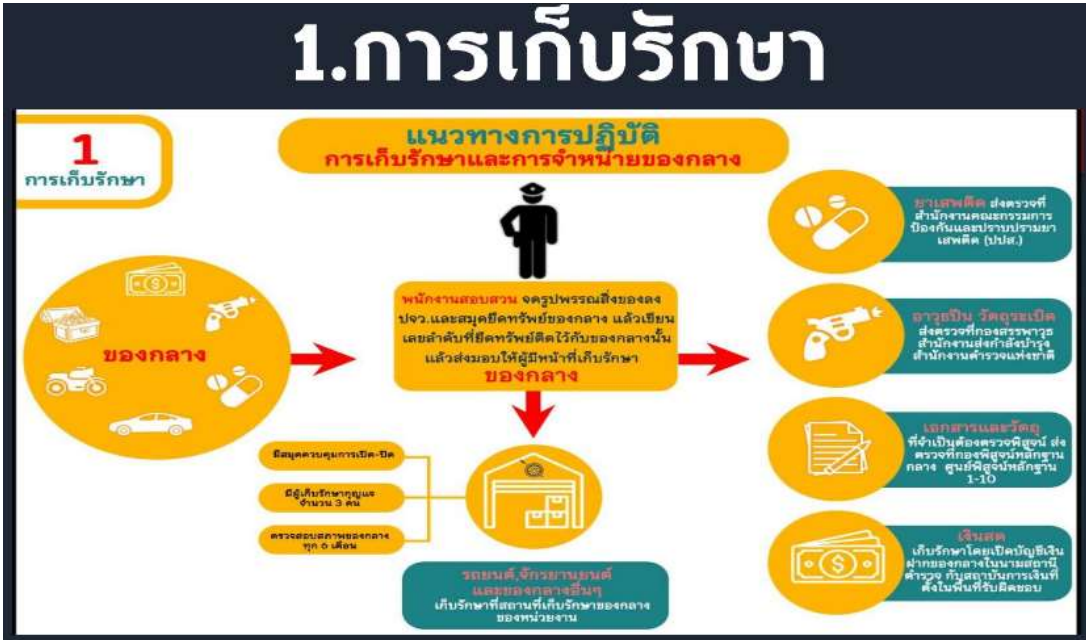 1.การเก็บรักษา
1
การเก็บรักษา
แนวทางการปฏิบัติ
การเก็บรักษาและการจำหน่ายของกลาง
ของกลาง
พนักงานสอบสวน จดรูปพรรณสิ่งของลง
ปจว.และสมุดยึดทรัพย์ของกลาง แล้วเขียน
เลขลำดับที่ยึดทรัพย์ติดไว้กับของกลางนั้น
แล้วส่งมอบให้ผู้มีหน้าที่เก็บรักษา
ของกลาง
มีสมุดควบคุมการเปิด-ปิด
มีผู้เก็บรักษากุญแจ
จำนวน 3 คน
ตรวจสอบสภาพของกลาง
ทุก 6 เดือน
รถยนต์,จักรยานยนต์
และของกลางอื่นๆ
เก็บรักษาที่สถานที่เก็บรักษาของกลาง
ของหน่วยงาน
ยาเสพติด ส่งตรวจที่
สำนักงานคณะกรรมการ
ป้องกันและปราบปรามยา
เสพติด (ปปส.)
อาวุธปืน วัตถุระเบิด
ส่งตรวจที่กองสรรพาวุธ
สำนักงานส่งกำลังบำรุง
สำนักงานตำรวจแห่งชาติ
เอกสารและวัตถุ
ที่จำเป็นต้องตรวจพิสูจน์ ส่ง
ตรวจที่กองพิสูจน์หลักฐาน
กลาง ศูนย์พิสูจน์หลักฐาน
1-10
เงินสด
เก็บรักษาโดยเปิดบัญชีเงิน
ฝากของกลางในนามสถานี
ตำรวจ กับสถาบันการเงินที่
ตั้งในพื้นที่รับผิดชอบ